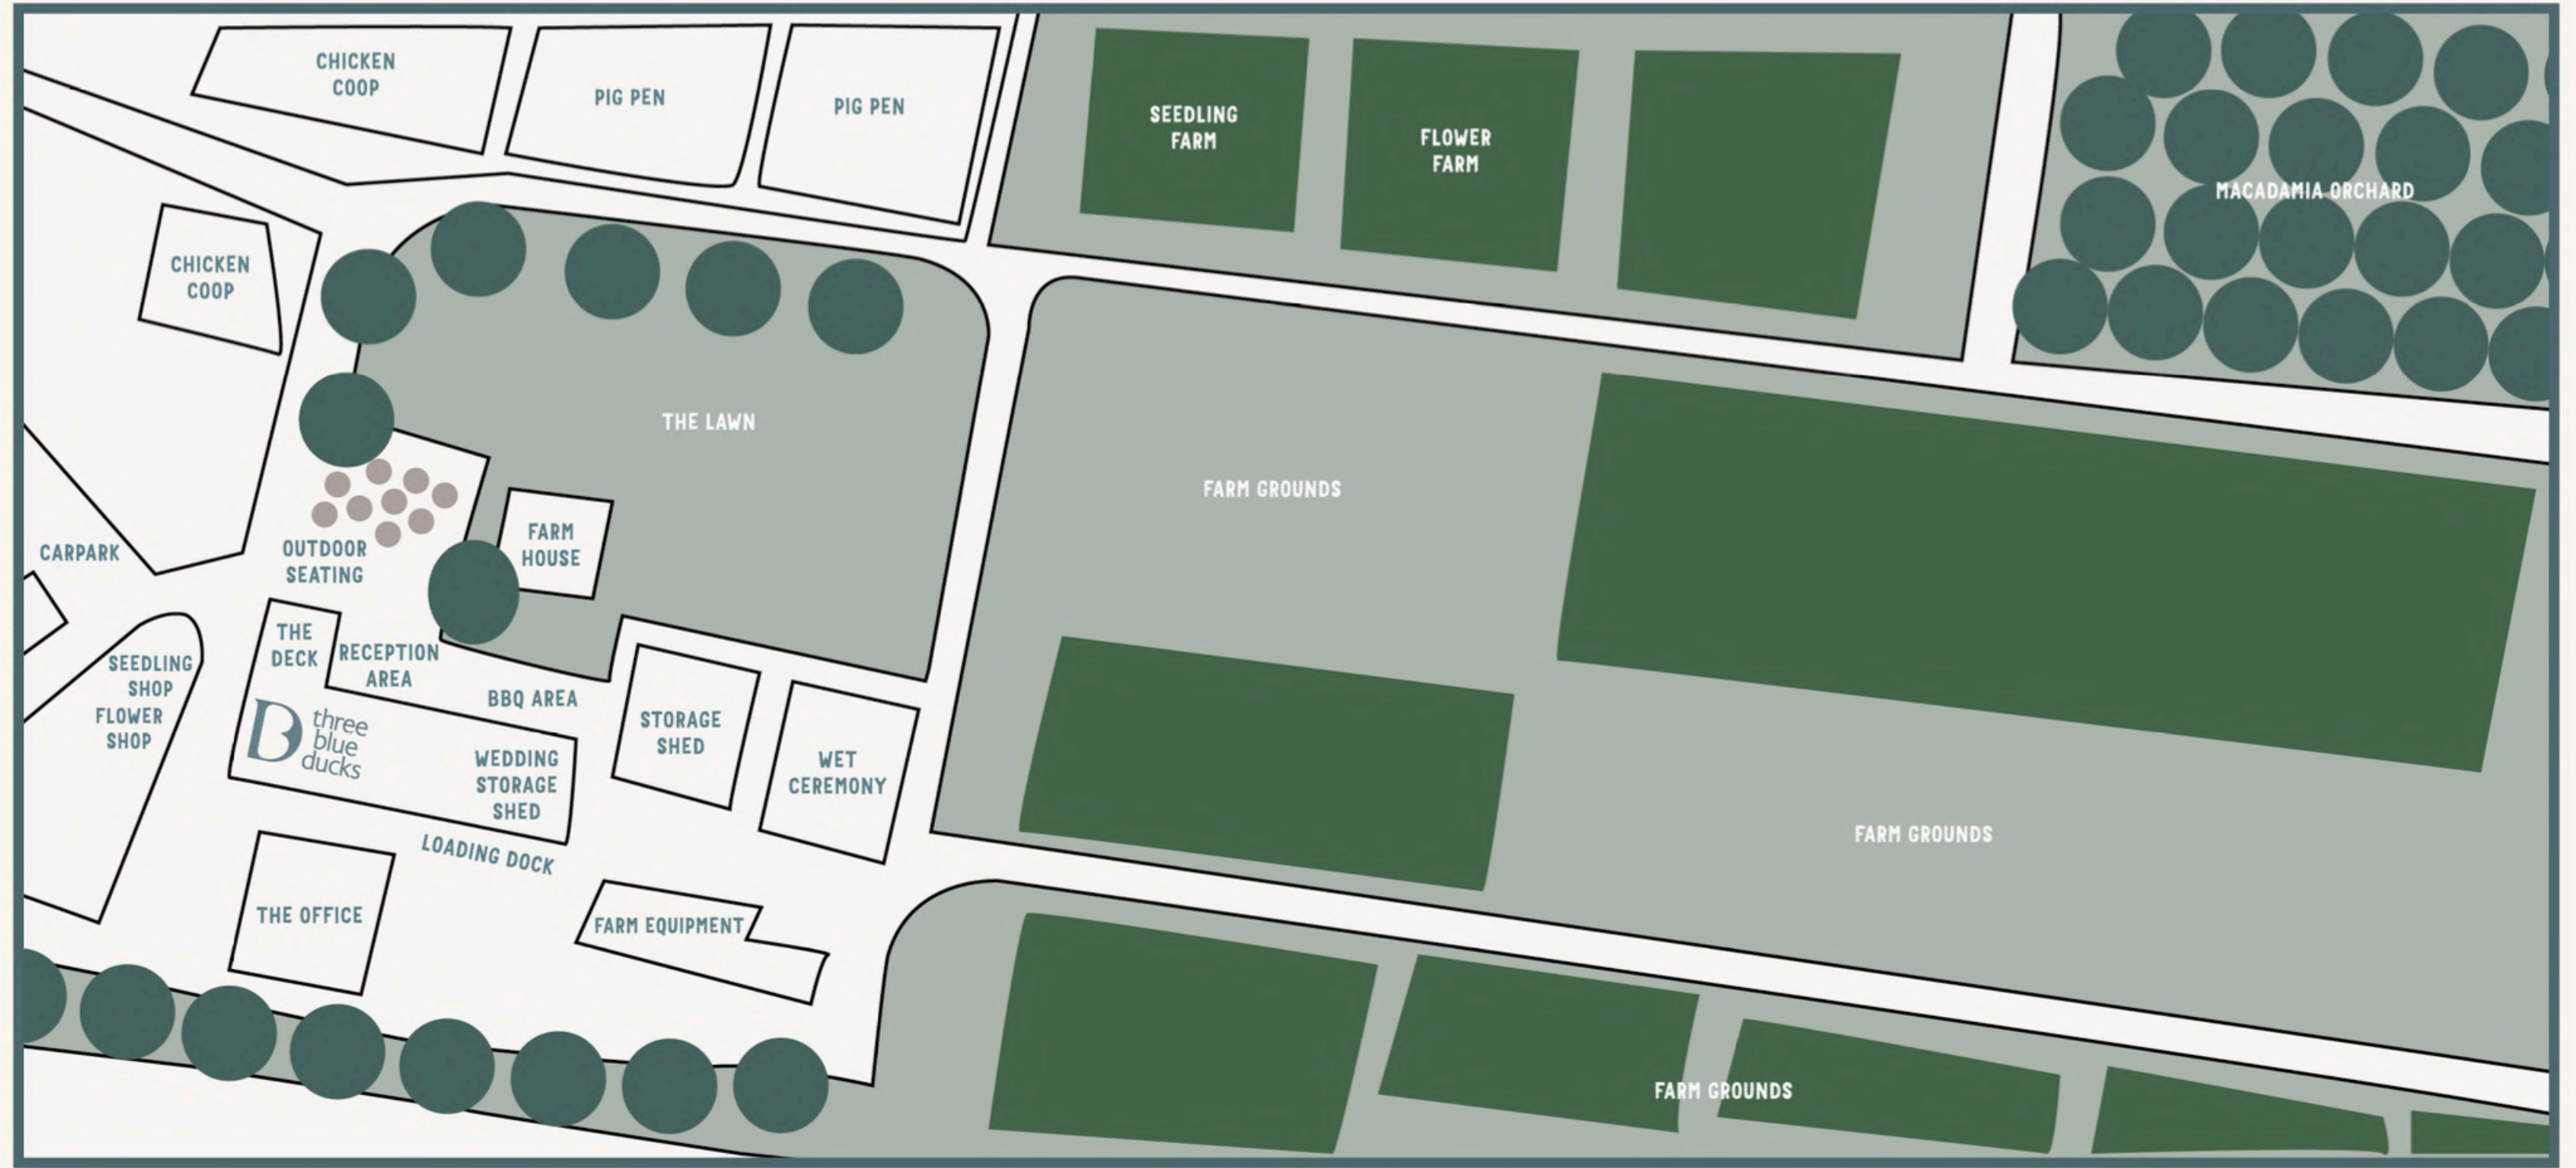 CHICKEN
COOP
PIG PEN
PIG PEN
SEEDLING
FARM
FLOWER
FARM
MACADAMIA ORCHARD
CHICKEN
COOP
THE LAWN
FARM GROUNDS
FARM
HOUSE
OUTDOOR
SEATING
CARPARK
THE
DECK
RECEPTION
AREA
SEEDLING
SHOP
FLOWER
SHOP
BBQ AREA
B three
blue
ducks
STORAGE
SHED
WEDDING
STORAGE
SHED
WET
CEREMONY
LOADING DOCK
FARM GROUNDS
THE OFFICE
FARM EQUIPMENT
FARM GROUNDS